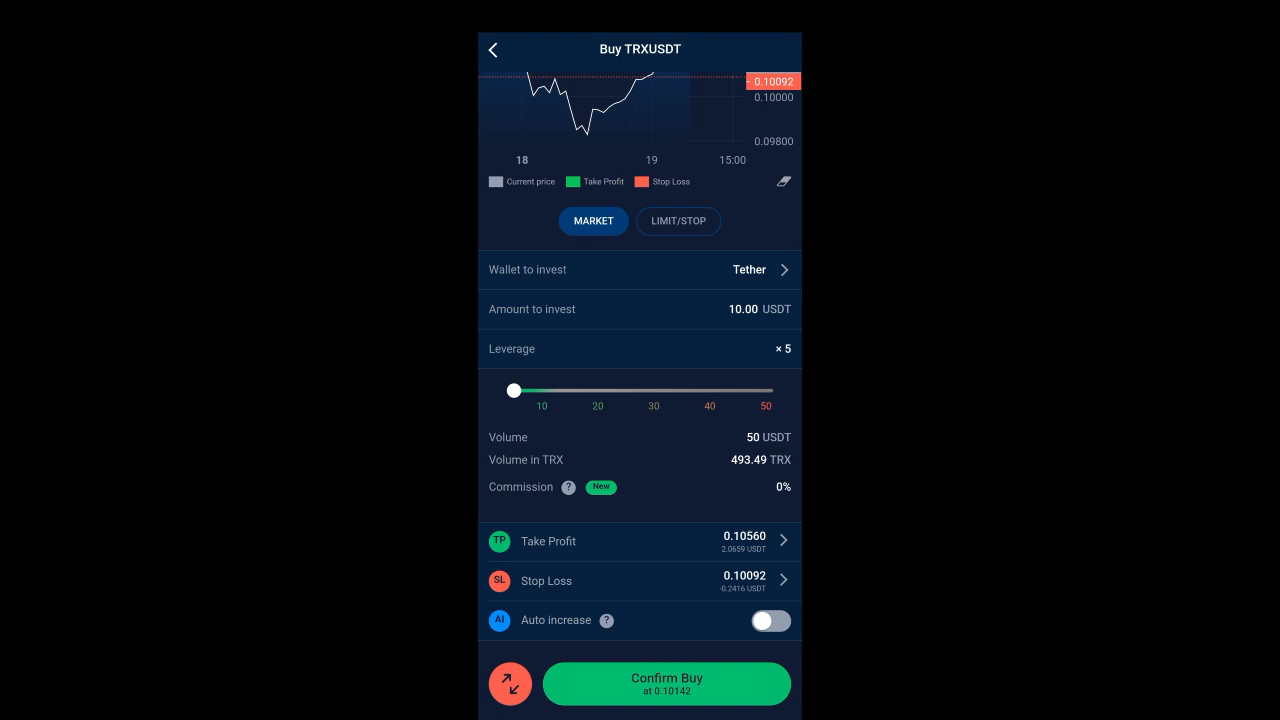 Buy TRXUSDT
0.10092
0.10000
0.09800
18 19 15:00
Current price Take Profit Stop Loss
MARKET LIMIT/STOP
Wallet to invest Tether
Amount to invest 10.00 USDT
Leverage × 5
10 20 30 40 50
Volume 50 USDT
Volume in TRX 493.49 TRX
Commission ? New 0%
TP Take Profit 0.10560
2.0659 USDT
SL Stop Loss 0.10092
-0.2416 USDT
AI Auto increase ?
Confirm Buy
at 0.10142